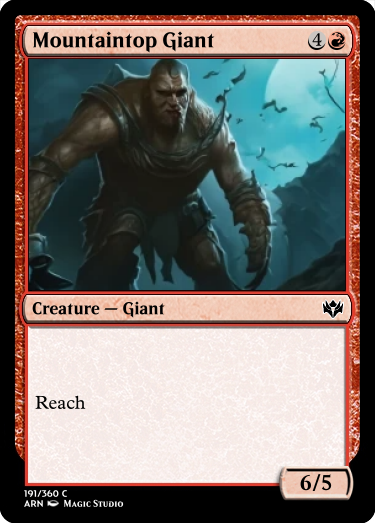 Mountaintop Giant 4
Creature — Giant
Reach
6/5
191/360 C
ARN Magic Studio